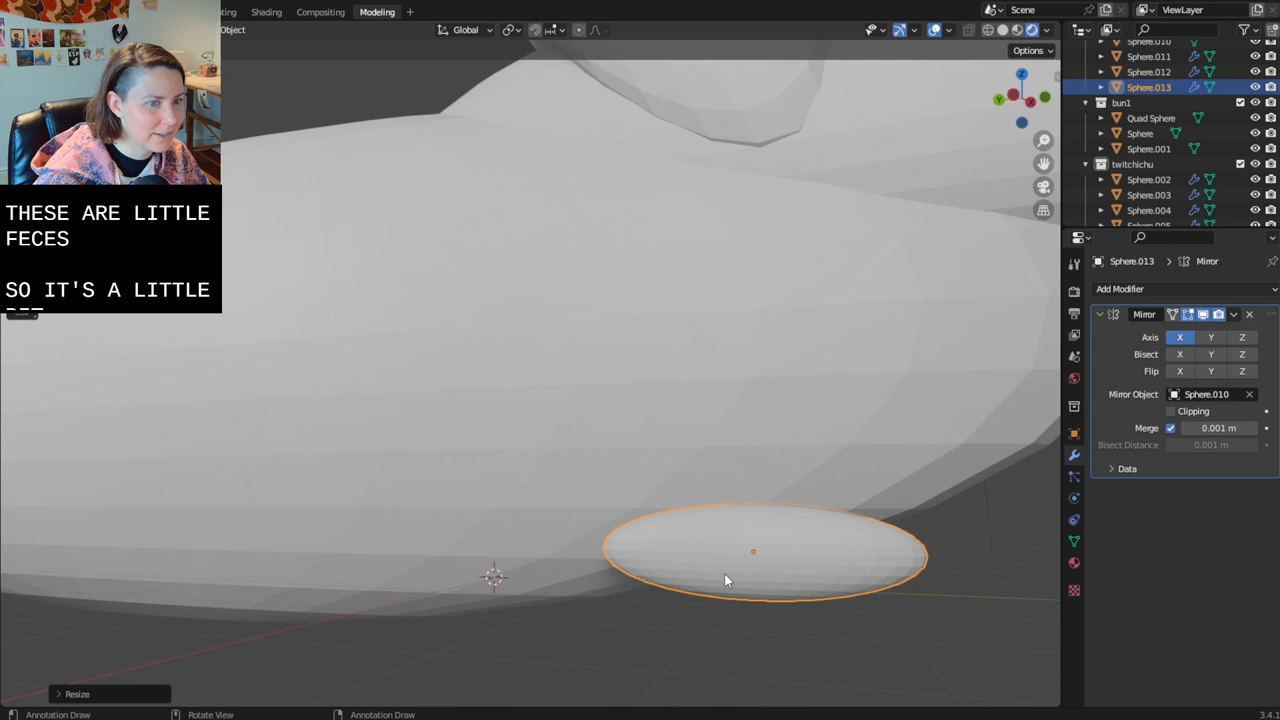 Shading Compositing Modeling + Scene ViewLayer
Object Global
Options
Sphere.011
Sphere.012
Sphere.013
bun1
Quad Sphere
Sphere
Sphere.001
twitchichu
Sphere.002
Sphere.003
Sphere.004
THESE ARE LITTLE
FECES
SO IT'S A LITTLE
Sphere.013 > Mirror
Add Modifier
Mirror
Axis X Y Z
Bisect X Y Z
Flip X Y Z
Mirror Object Sphere.010
Clipping
Merge 0.001 m
Bisect Distance 0.001 m
Data
Z
Y
X
Resize
Annotation Draw Rotate View Annotation Draw 3.4.1